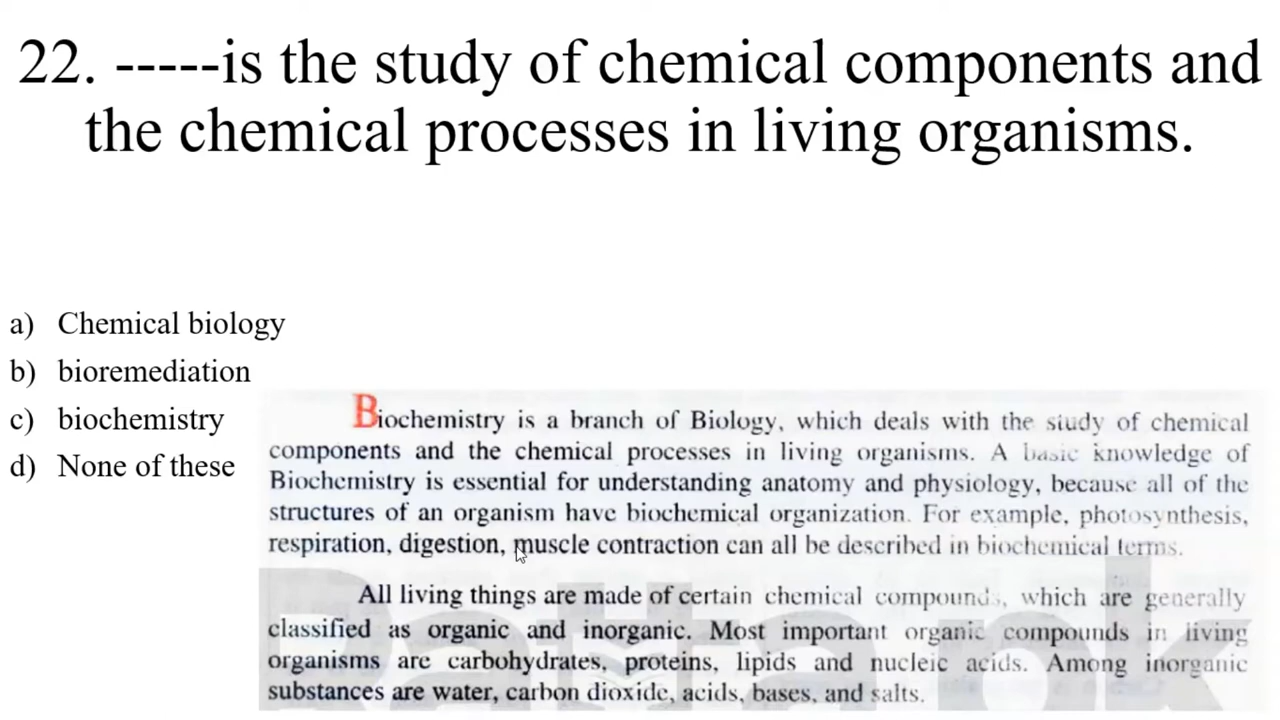 22. -----is the study of chemical components and
the chemical processes in living organisms.
a) Chemical biology
b) bioremediation
c) biochemistry
d) None of these
Biochemistry is a branch of Biology, which deals with the study of chemical
components and the chemical processes in living organisms. A basic knowledge of
Biochemistry is essential for understanding anatomy and physiology, because all of the
structures of an organism have biochemical organization. For example, photosynthesis,
respiration, digestion, muscle contraction can all be described in biochemical terms.
All living things are made of certain chemical compounds, which are generally
classified as organic and inorganic. Most important organic compounds in living
organisms are carbohydrates, proteins, lipids and nucleic acids. Among inorganic
substances are water, carbon dioxide, acids, bases, and salts.